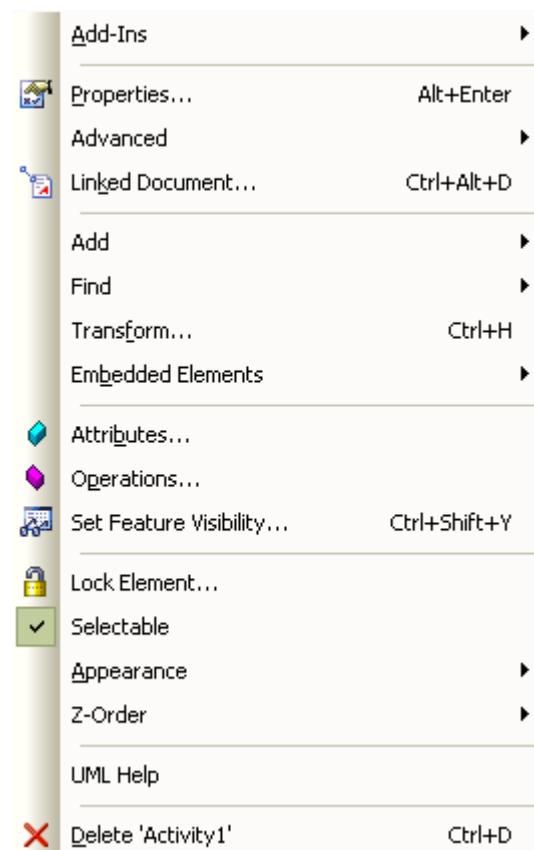 Add-Ins
Properties... Alt+Enter
Advanced
Linked Document... Ctrl+Alt+D
Add
Find
Transform... Ctrl+H
Embedded Elements
Attributes...
Operations...
Set Feature Visibility... Ctrl+Shift+Y
Lock Element...
Selectable
Appearance
Z-Order
UML Help
Delete 'Activity1' Ctrl+D